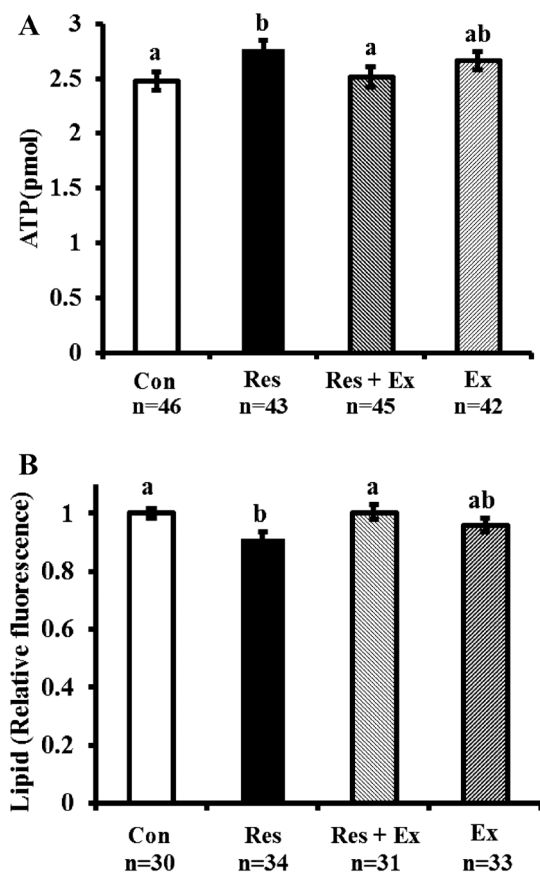 A
3
2.5
2
1.5
1
0.5
0
ATP(pmol)
a
b
a
ab
Con
Res
Res + Ex
Ex
n=46
n=43
n=45
n=42
B
1
0.8
0.6
0.4
0.2
0
Lipid (Relative fluorescence)
a
b
a
ab
Con
Res
Res + Ex
Ex
n=30
n=34
n=31
n=33